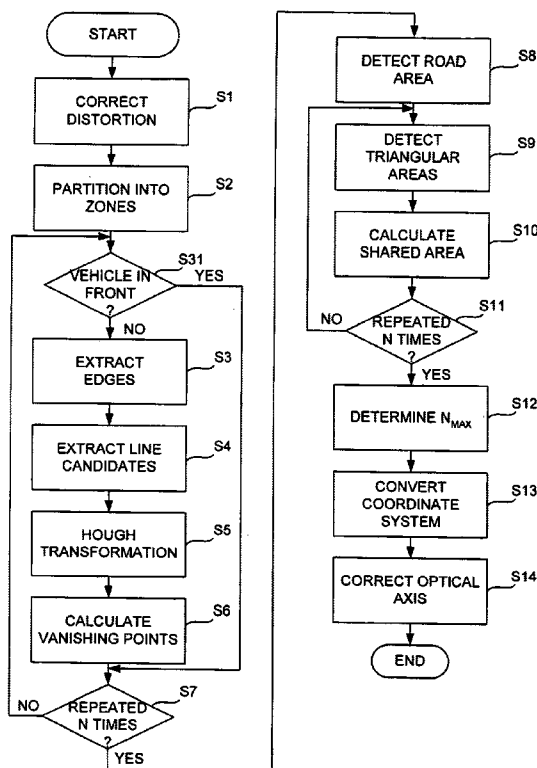 START
CORRECT
DISTORTION
S1
PARTITION INTO
ZONES
S2
VEHICLE IN
FRONT
?
S31
YES
NO
EXTRACT
EDGES
S3
EXTRACT LINE
CANDIDATES
S4
HOUGH
TRANSFORMATION
S5
CALCULATE
VANISHING POINTS
S6
REPEATED
N TIMES
?
S7
NO
YES
DETECT ROAD
AREA
S8
DETECT
TRIANGULAR
AREAS
S9
CALCULATE
SHARED AREA
S10
REPEATED
N TIMES
?
S11
NO
YES
DETERMINE NMAX
S12
CONVERT
COORDINATE
SYSTEM
S13
CORRECT OPTICAL
AXIS
S14
END